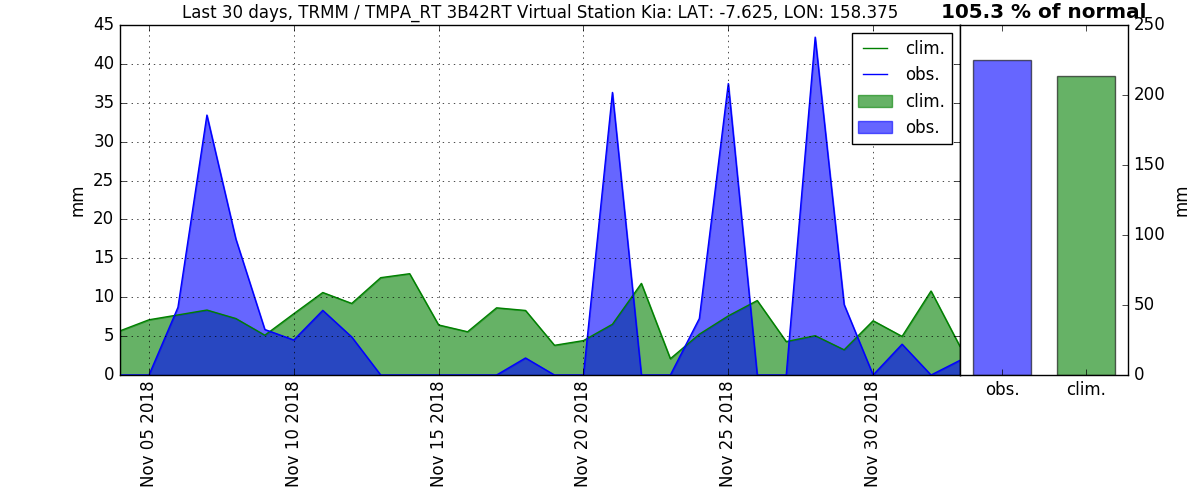 Last 30 days, TRMM / TMPA_RT 3B42RT Virtual Station Kia: LAT: -7.625, LON: 158.375
105.3 % of normal
45
40
35
30
25
20
15
10
5
0
mm
clim.
obs.
clim.
obs.
Nov 05 2018
Nov 10 2018
Nov 15 2018
Nov 20 2018
Nov 25 2018
Nov 30 2018
250
200
150
100
50
0
mm
obs.
clim.